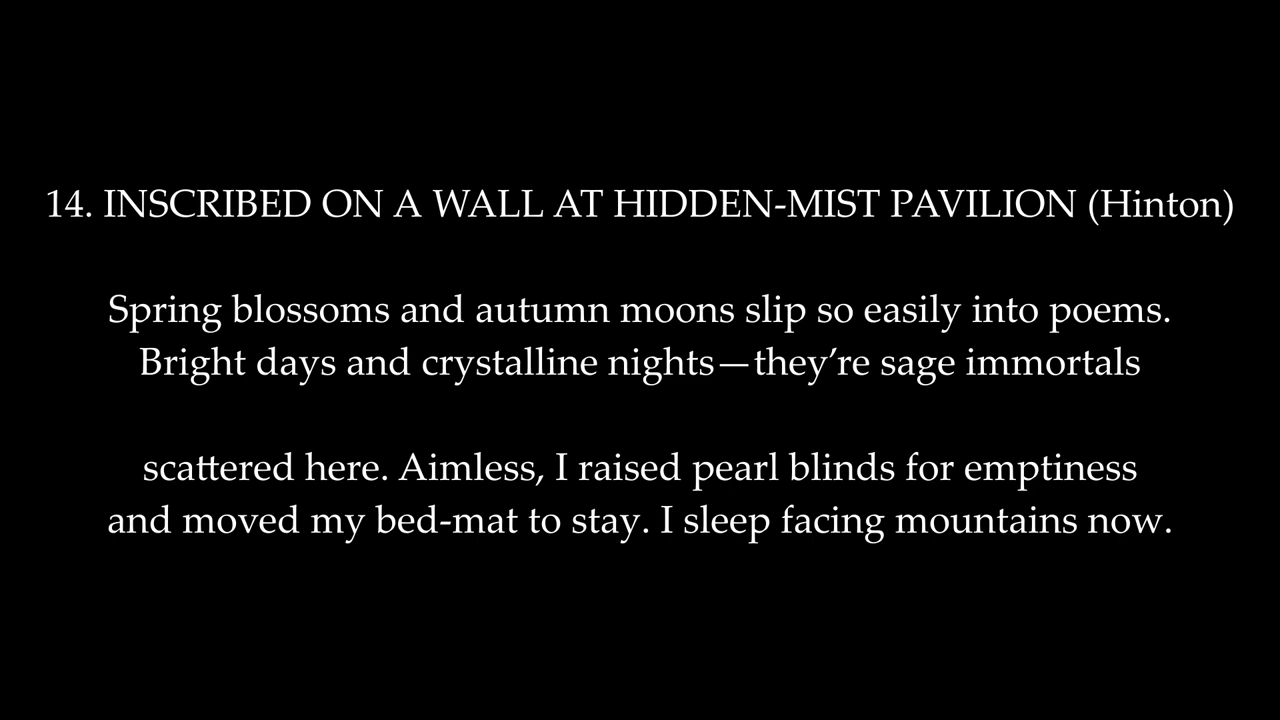 14. INSCRIBED ON A WALL AT HIDDEN-MIST PAVILION (Hinton)
Spring blossoms and autumn moons slip so easily into poems.
Bright days and crystalline nights—they’re sage immortals
scattered here. Aimless, I raised pearl blinds for emptiness
and moved my bed-mat to stay. I sleep facing mountains now.